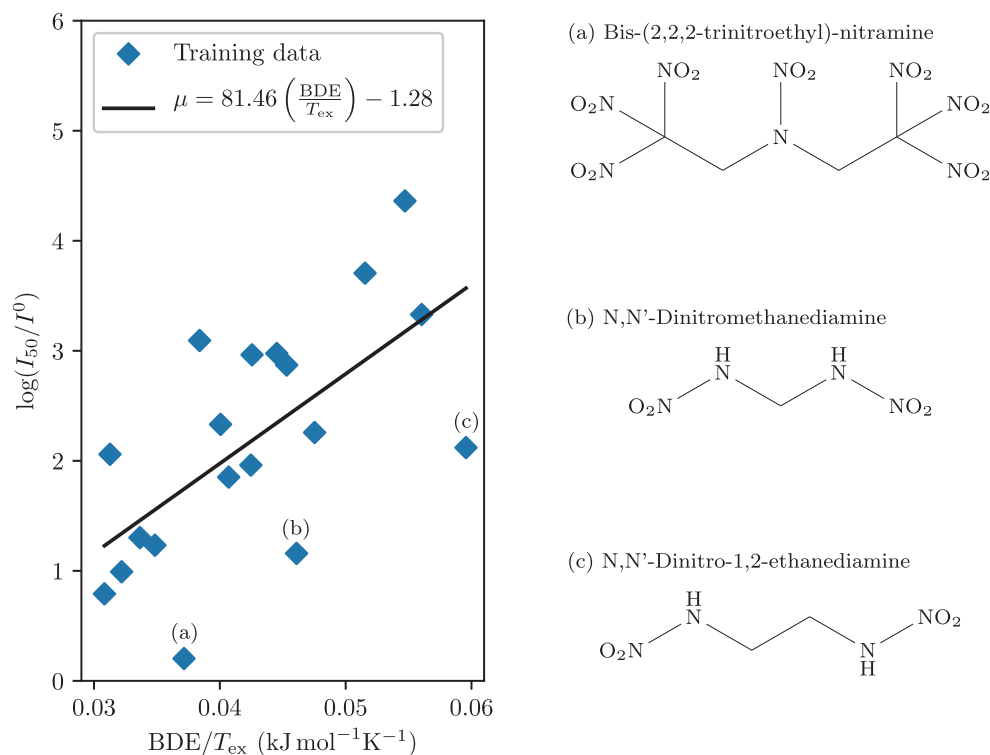 6
5
4
3
2
1
0
log(I₅₀/I⁰)
Training data
μ = 81.46 (BDE/Tₑₓ) − 1.28
(a)
(b)
(c)
0.03 0.04 0.05 0.06
BDE/Tₑₓ (kJ mol⁻¹K⁻¹)
(a) Bis-(2,2,2-trinitroethyl)-nitramine
NO₂ NO₂ NO₂
O₂N NO₂
N
O₂N NO₂
(b) N,N'-Dinitromethanediamine
H H
N N
O₂N NO₂
(c) N,N'-Dinitro-1,2-ethanediamine
H
N NO₂
O₂N N
H